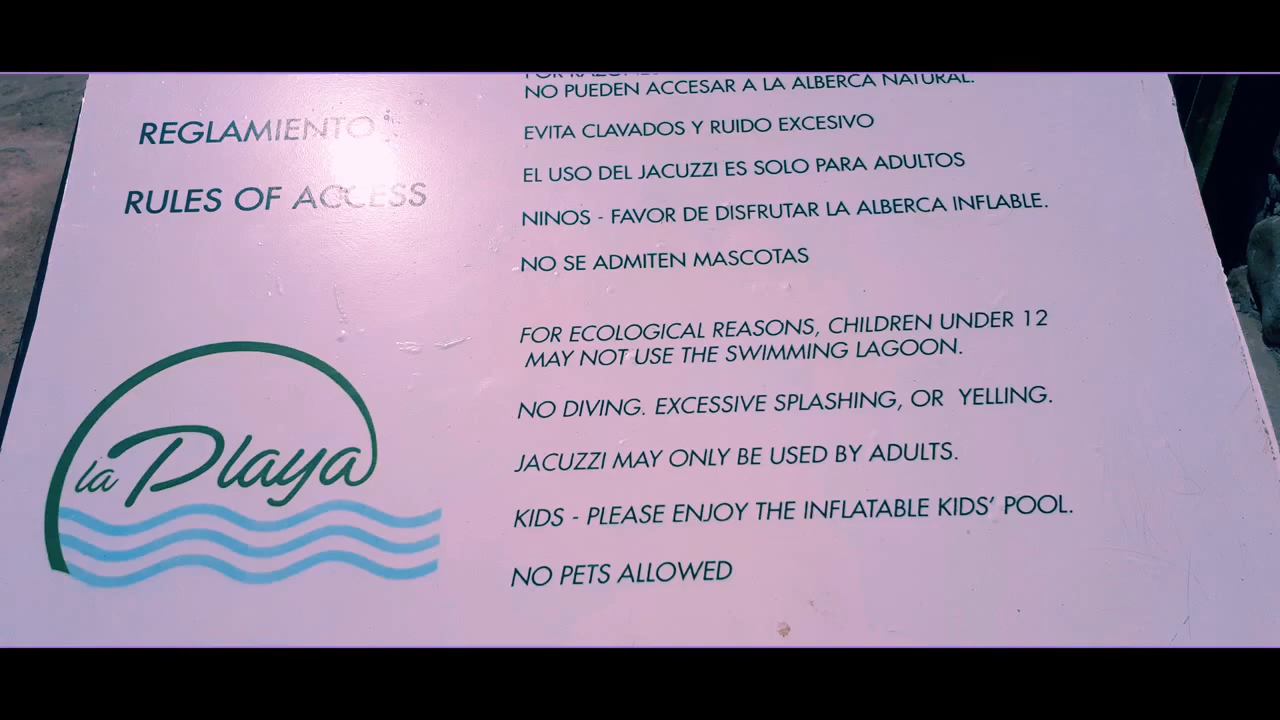 REGLAMIENTO
RULES OF ACCESS
la Playa
NO PUEDEN ACCESAR A LA ALBERCA NATURAL.
EVITA CLAVADOS Y RUIDO EXCESIVO
EL USO DEL JACUZZI ES SOLO PARA ADULTOS
NINOS - FAVOR DE DISFRUTAR LA ALBERCA INFLABLE.
NO SE ADMITEN MASCOTAS
FOR ECOLOGICAL REASONS, CHILDREN UNDER 12
MAY NOT USE THE SWIMMING LAGOON.
NO DIVING. EXCESSIVE SPLASHING, OR YELLING.
JACUZZI MAY ONLY BE USED BY ADULTS.
KIDS - PLEASE ENJOY THE INFLATABLE KIDS' POOL.
NO PETS ALLOWED